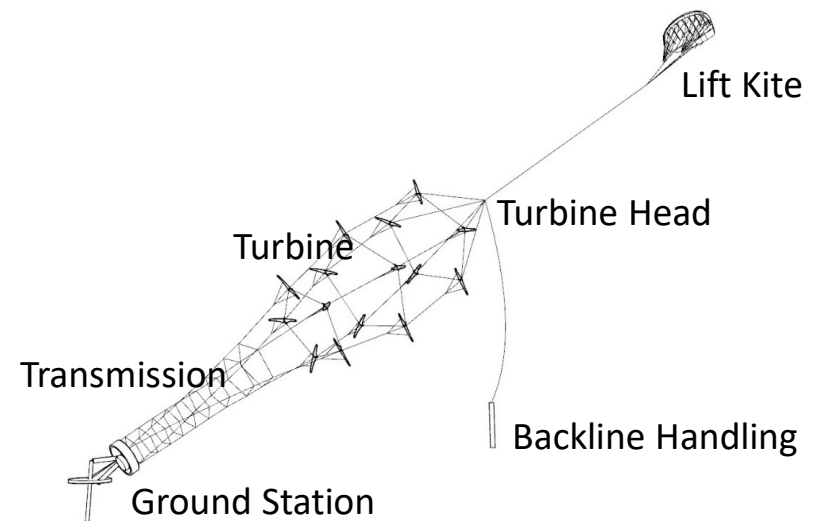 Lift Kite
Turbine Head
Turbine
Transmission
Backline Handling
Ground Station